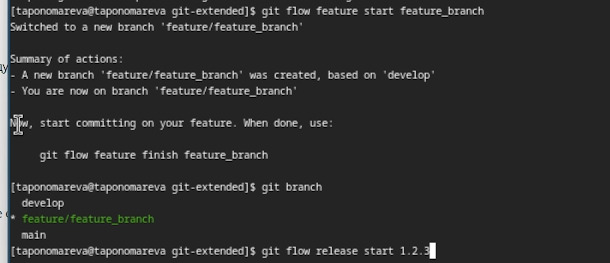 [taponomareva@taponomareva git-extended]$ git flow feature start feature_branch
Switched to a new branch 'feature/feature_branch'
Summary of actions:
- A new branch 'feature/feature_branch' was created, based on 'develop'
- You are now on branch 'feature/feature_branch'
Now, start committing on your feature. When done, use:
git flow feature finish feature_branch
[taponomareva@taponomareva git-extended]$ git branch
develop
* feature/feature_branch
main
[taponomareva@taponomareva git-extended]$ git flow release start 1.2.3